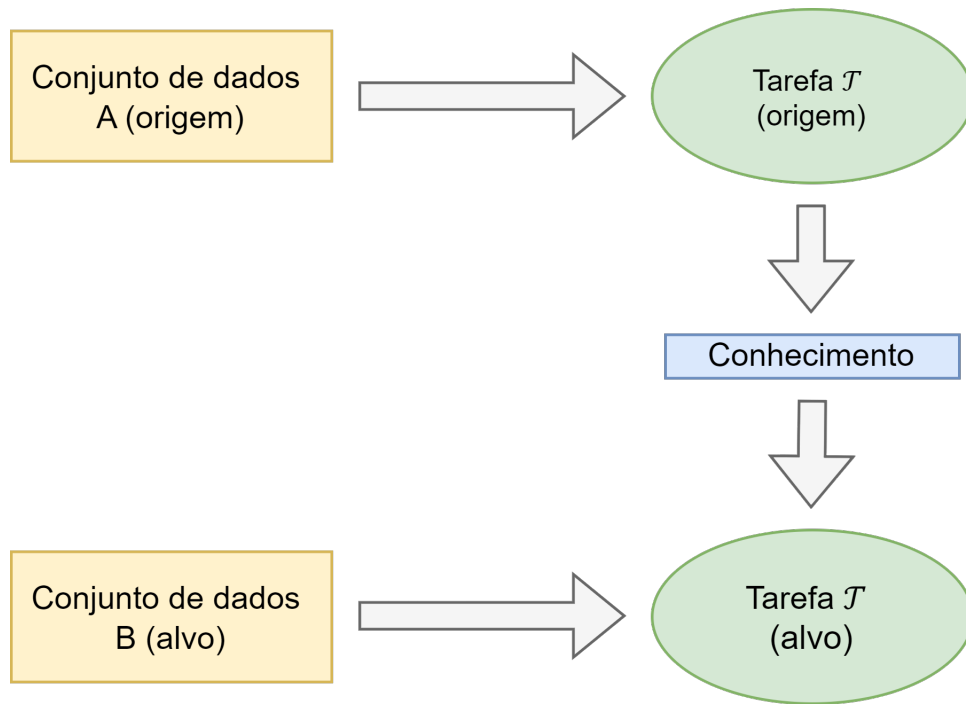 Conjunto de dados
A (origem)
Tarefa 𝒯
(origem)
Conhecimento
Conjunto de dados
B (alvo)
Tarefa 𝒯
(alvo)